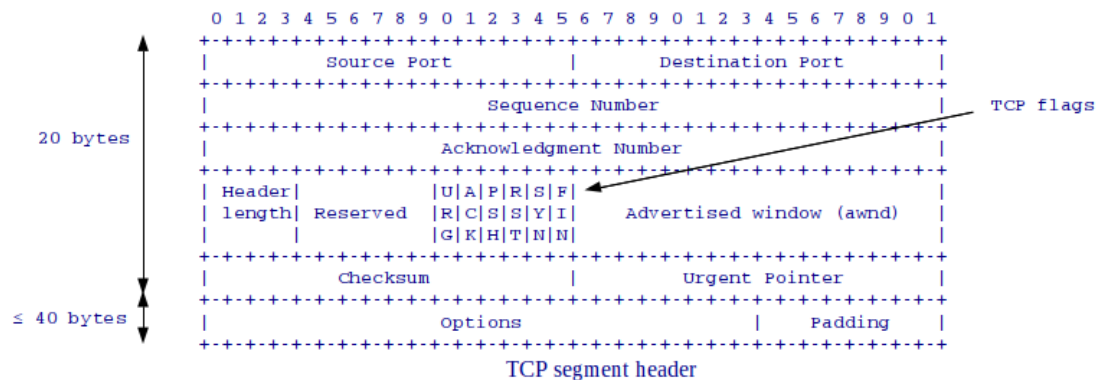 0 1 2 3 4 5 6 7 8 9 0 1 2 3 4 5 6 7 8 9 0 1 2 3 4 5 6 7 8 9 0 1
+-+-+-+-+-+-+-+-+-+-+-+-+-+-+-+-+-+-+-+-+-+-+-+-+-+-+-+-+-+-+-+-+
| Source Port | Destination Port |
+-+-+-+-+-+-+-+-+-+-+-+-+-+-+-+-+-+-+-+-+-+-+-+-+-+-+-+-+-+-+-+-+
| Sequence Number | TCP flags
+-+-+-+-+-+-+-+-+-+-+-+-+-+-+-+-+-+-+-+-+-+-+-+-+-+-+-+-+-+-+-+-+
20 bytes | Acknowledgment Number |
+-+-+-+-+-+-+-+-+-+-+-+-+-+-+-+-+-+-+-+-+-+-+-+-+-+-+-+-+-+-+-+-+
| Header| |U|A|P|R|S|F| |
| length| Reserved |R|C|S|S|Y|I| Advertised window (awnd) |
| | |G|K|H|T|N|N| |
+-+-+-+-+-+-+-+-+-+-+-+-+-+-+-+-+-+-+-+-+-+-+-+-+-+-+-+-+-+-+-+-+
| Checksum | Urgent Pointer |
+-+-+-+-+-+-+-+-+-+-+-+-+-+-+-+-+-+-+-+-+-+-+-+-+-+-+-+-+-+-+-+-+
≤ 40 bytes | Options | Padding |
+-+-+-+-+-+-+-+-+-+-+-+-+-+-+-+-+-+-+-+-+-+-+-+-+-+-+-+-+-+-+-+-+
TCP segment header